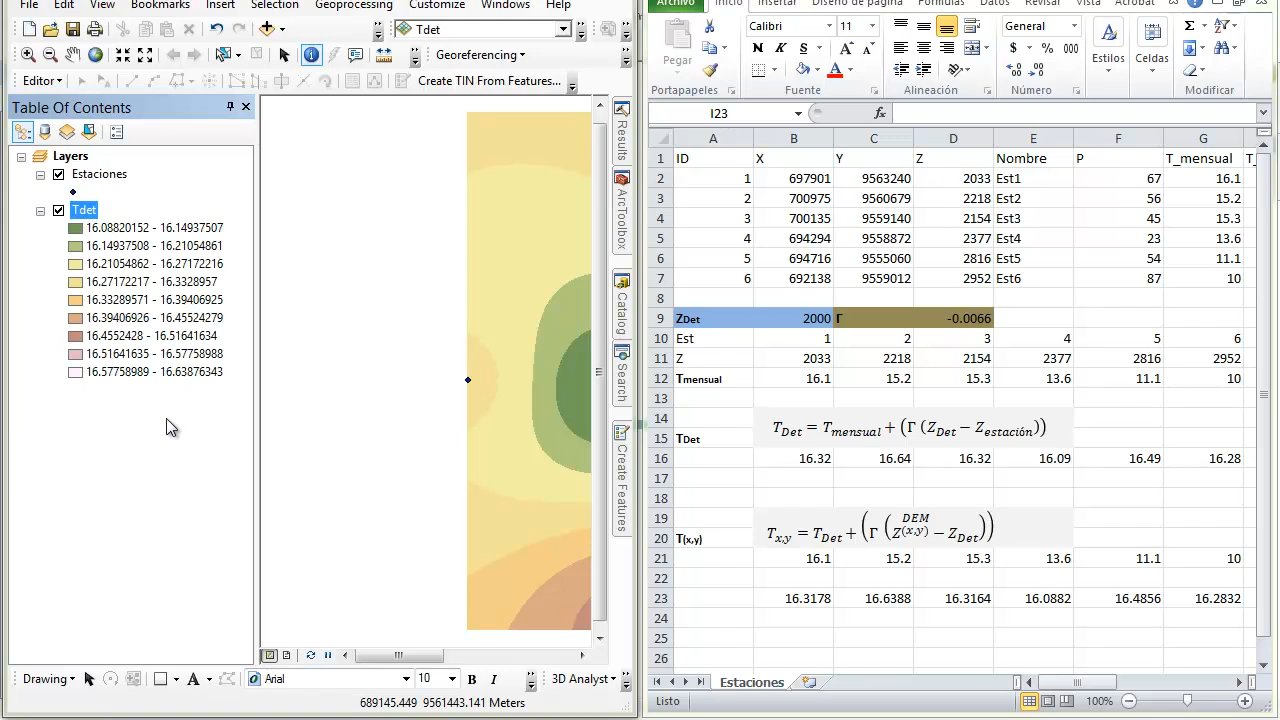 File Edit View Bookmarks Insert Selection Geoprocessing Customize Windows Help
Tdet
Georeferencing
Editor
Create TIN From Features...
Table Of Contents
Layers
Estaciones
Tdet
16.08820152 - 16.14937507
16.14937508 - 16.21054861
16.21054862 - 16.27172216
16.27172217 - 16.3328957
16.33289571 - 16.39406925
16.39406926 - 16.45524279
16.4552428 - 16.51641634
16.51641635 - 16.57758988
16.57758989 - 16.63876343
Results
ArcToolbox
Catalog
Search
Create Features
Drawing
Arial
10
B I
3D Analyst
689145.449 9561443.141 Meters
Archivo Inicio Insertar Diseño de página Fórmulas Datos Revisar Vista Acrobat
Pegar
Calibri 11
N K S
General
$ % 000
Estilos
Celdas
Portapapeles Fuente Alineación Número Modificar
I23
fx
A B C D E F G
1 ID X Y Z Nombre P T_mensual T_
2 1 697901 9563240 2033 Est1 67 16.1
3 2 700975 9560679 2218 Est2 56 15.2
4 3 700135 9559140 2154 Est3 45 15.3
5 4 694294 9558872 2377 Est4 23 13.6
6 5 694716 9555060 2816 Est5 54 11.1
7 6 692138 9559012 2952 Est6 87 10
8
9 ZDet 2000 Γ -0.0066
10 Est 1 2 3 4 5 6
11 Z 2033 2218 2154 2377 2816 2952
12 Tmensual 16.1 15.2 15.3 13.6 11.1 10
13
14 T_Det = T_mensual + (Γ (Z_Det − Z_estación))
15 TDet
16 16.32 16.64 16.32 16.09 16.49 16.28
17
18
19 T_x,y = T_Det + (Γ (Z(x,y) DEM − Z_Det))
20 T(x,y)
21 16.1 15.2 15.3 13.6 11.1 10
22
23 16.3178 16.6388 16.3164 16.0882 16.4856 16.2832
24
25
26
Estaciones
Listo
100%